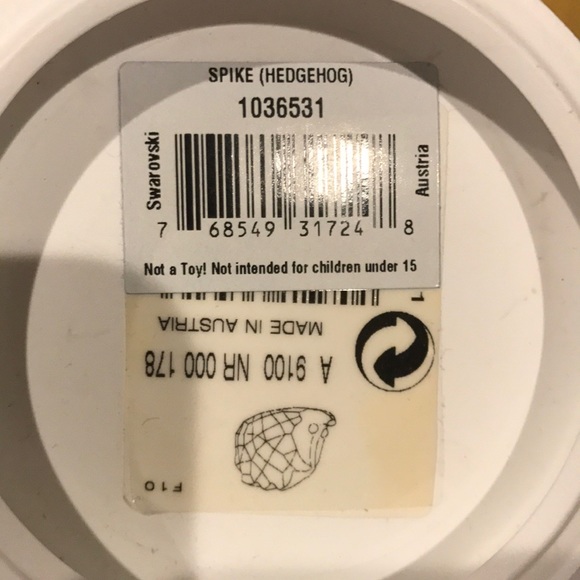 SPIKE (HEDGEHOG)
1036531
Swarovski
Austria
7 68549 31724 8
Not a Toy! Not intended for children under 15
1
MADE IN AUSTRIA
A 9100 NR 000 178
F10